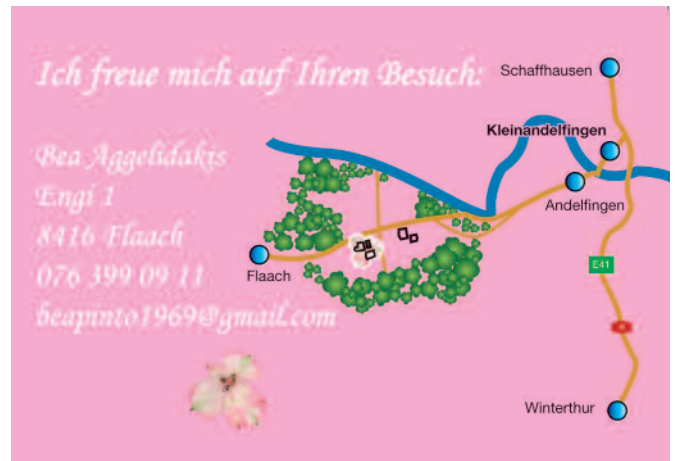 Ich freue mich auf Ihren Besuch:
Bea Aggelidakis
Engi 1
8416 Flaach
076 399 09 11
beapinto1969@gmail.com
Schaffhausen
Kleinandelfingen
Andelfingen
Flaach
E41
Winterthur